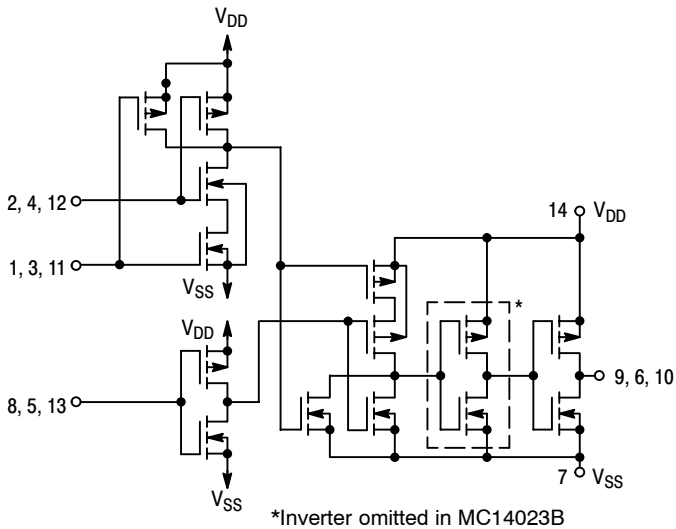 VDD
2, 4, 12
1, 3, 11
VSS
VDD
8, 5, 13
VSS
14 VDD
*
9, 6, 10
7 VSS
*Inverter omitted in MC14023B